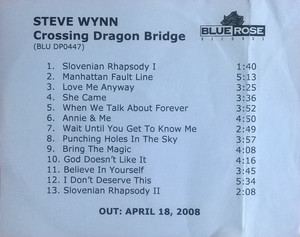 STEVE WYNN
Crossing Dragon Bridge
(BLU DP0447)
BLUE ROSE
RECORDS
1. Slovenian Rhapsody I 1:40
2. Manhattan Fault Line 5:13
3. Love Me Anyway 3:25
4. She Came 3:36
5. When We Talk About Forever 3:52
6. Annie & Me 4:50
7. Wait Until You Get To Know Me 2:49
8. Punching Holes In The Sky 3:57
9. Bring The Magic 4:08
10. God Doesn't Like It 4:16
11. Believe In Yourself 3:45
12. I Don't Deserve This 5:34
13. Slovenian Rhapsody II 2:08
OUT: APRIL 18, 2008